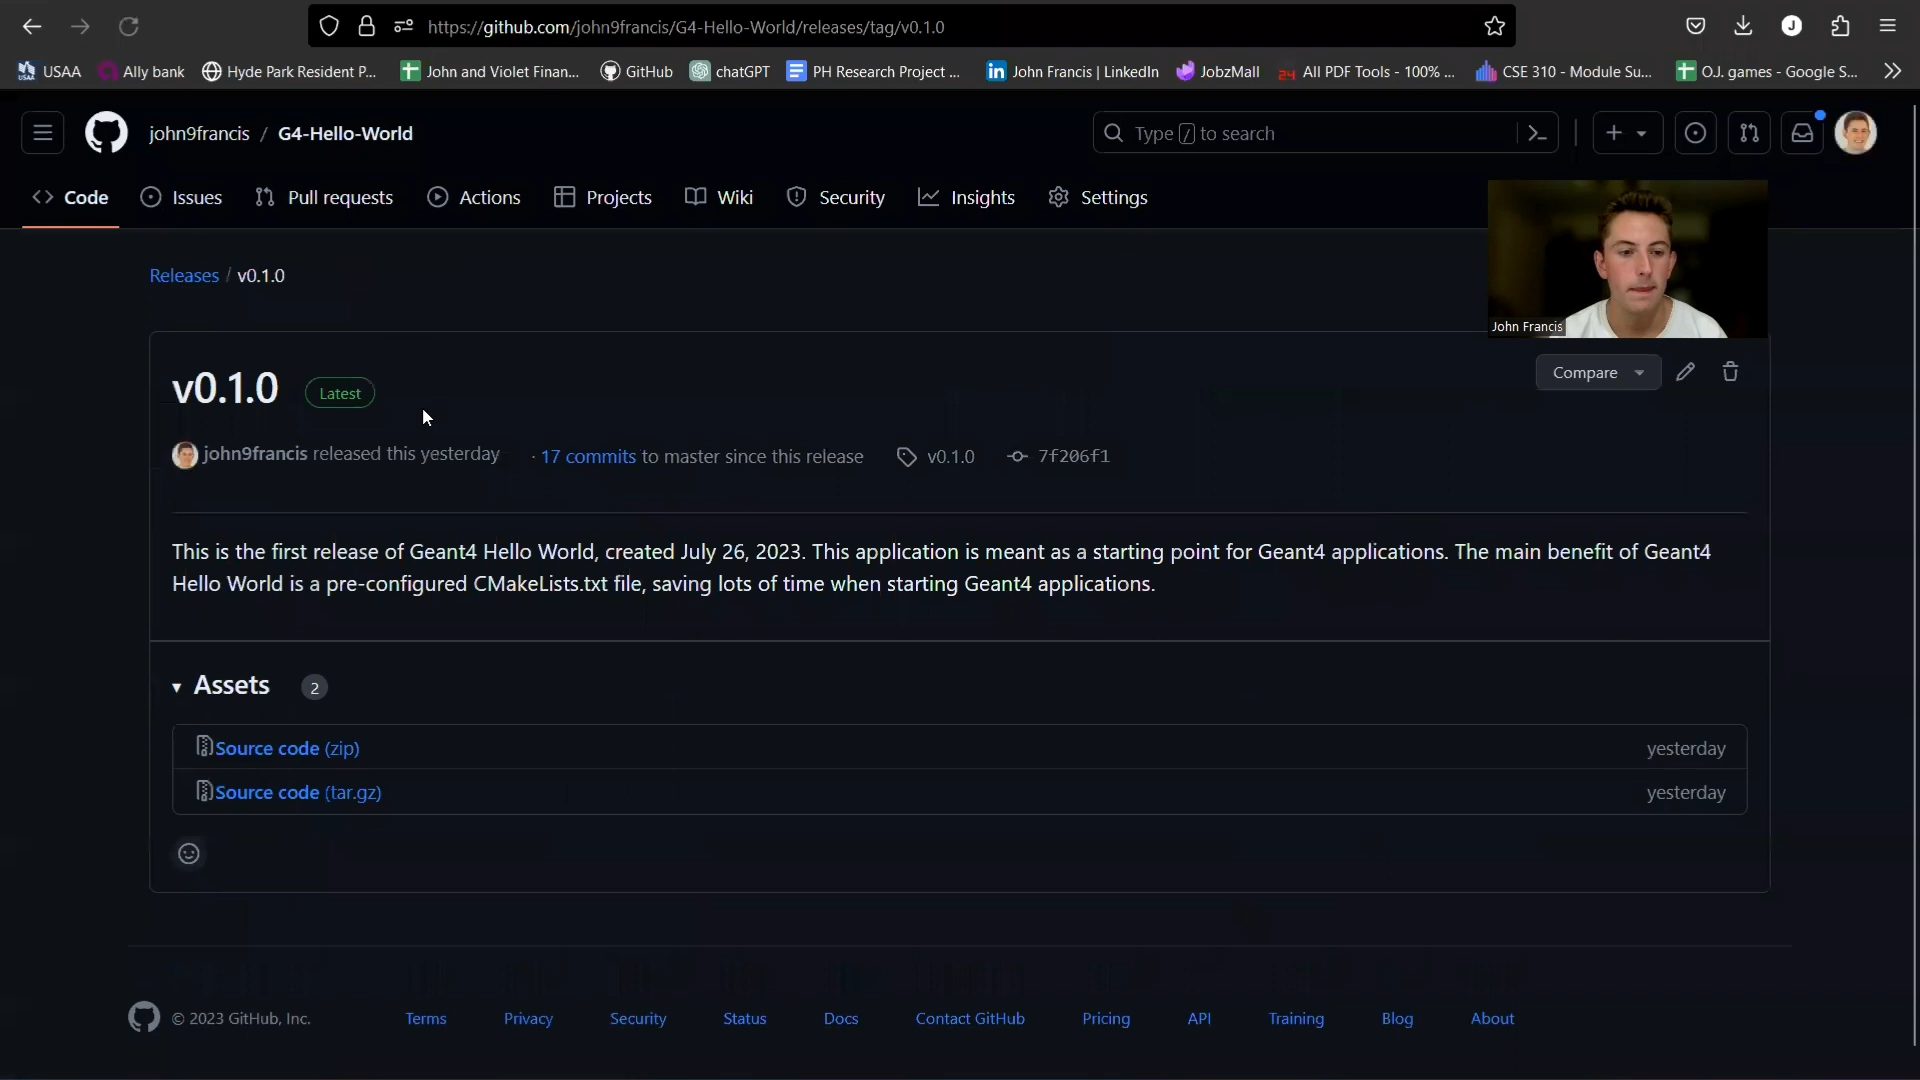 https://github.com/john9francis/G4-Hello-World/releases/tag/v0.1.0
J
USAA
Ally bank
Hyde Park Resident P...
John and Violet Finan...
GitHub
chatGPT
PH Research Project ...
in John Francis | LinkedIn
JobzMall
24 All PDF Tools - 100% ...
CSE 310 - Module Su...
O.J. games - Google S...
john9francis / G4-Hello-World
Type / to search
Code
Issues
Pull requests
Actions
Projects
Wiki
Security
Insights
Settings
John Francis
Releases / v0.1.0
v0.1.0 Latest
Compare
john9francis released this yesterday · 17 commits to master since this release v0.1.0 7f206f1
This is the first release of Geant4 Hello World, created July 26, 2023. This application is meant as a starting point for Geant4 applications. The main benefit of Geant4
Hello World is a pre-configured CMakeLists.txt file, saving lots of time when starting Geant4 applications.
Assets 2
Source code (zip) yesterday
Source code (tar.gz) yesterday
© 2023 GitHub, Inc.
Terms
Privacy
Security
Status
Docs
Contact GitHub
Pricing
API
Training
Blog
About